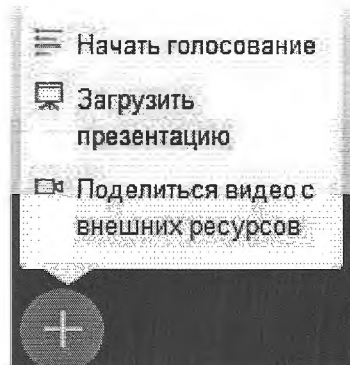 Начать голосование
Загрузить
презентацию
Поделиться видео с
внешних ресурсов